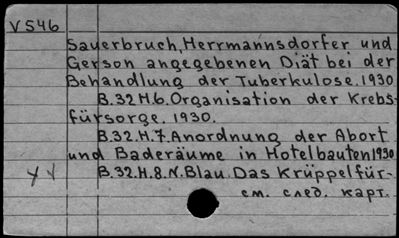 V 546
Sauerbruch, Herrmannsdorfer und
Gerson angegebenen Diät bei der
Behandlung der Tuberkulose. 1930
B.32.H.6. Organisation der Krebs-
fürsorge. 1930.
B.32.H.7. Anordnung der Abort
und Baderäume in Hotelbauten 1930
B.32.H.8. N. Blau. Das Krüppelfür-
см. след. карт.